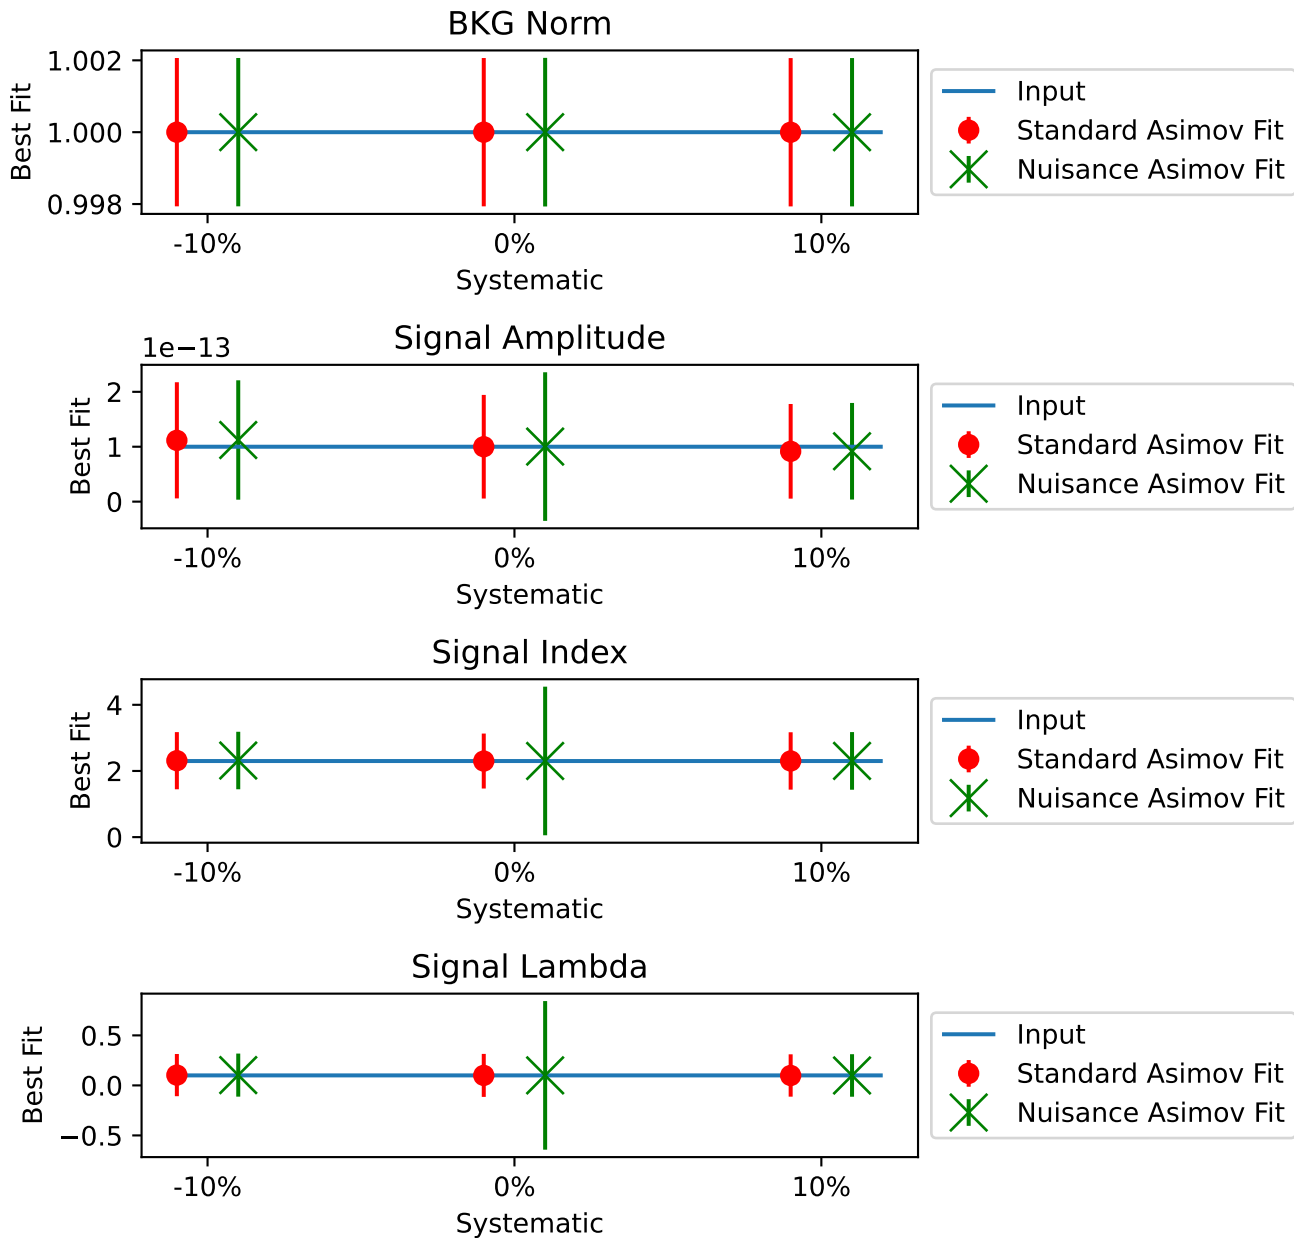 BKG Norm
1.002
1.000
0.998
Best Fit
-10%
0%
10%
Systematic
Input
Standard Asimov Fit
Nuisance Asimov Fit
Signal Amplitude
1e−13
2
1
0
Best Fit
-10%
0%
10%
Systematic
Input
Standard Asimov Fit
Nuisance Asimov Fit
Signal Index
4
2
0
Best Fit
-10%
0%
10%
Systematic
Input
Standard Asimov Fit
Nuisance Asimov Fit
Signal Lambda
0.5
0.0
−0.5
Best Fit
-10%
0%
10%
Systematic
Input
Standard Asimov Fit
Nuisance Asimov Fit